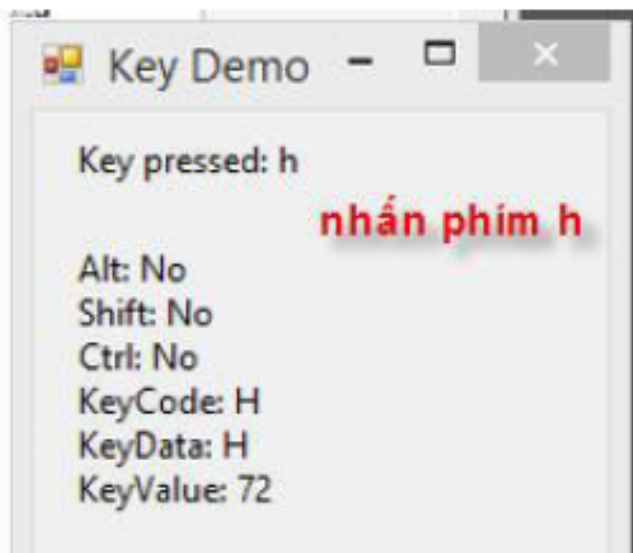 Key Demo
Key pressed: h
nhấn phím h
Alt: No
Shift: No
Ctrl: No
KeyCode: H
KeyData: H
KeyValue: 72